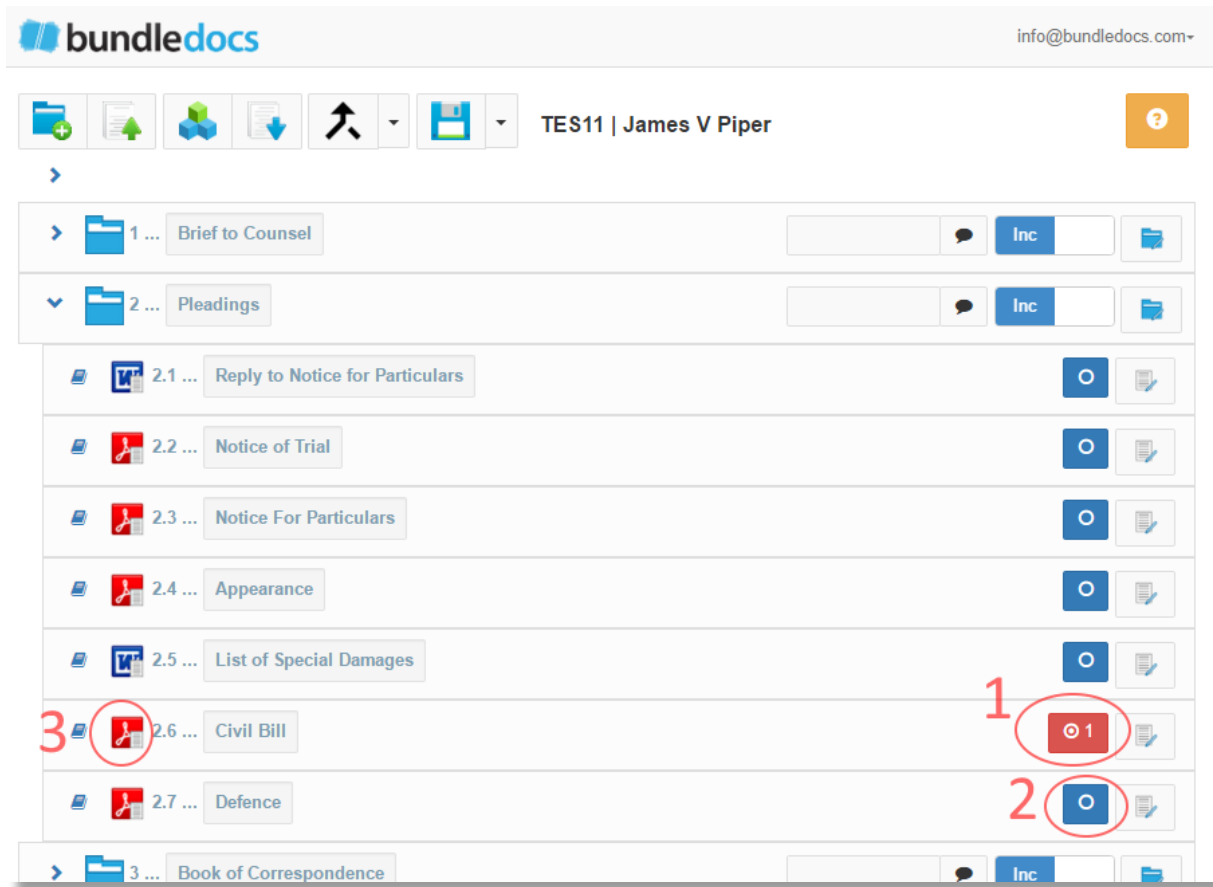 bundledocs info@bundledocs.com
TES11 | James V Piper
1 ... Brief to Counsel Inc
2 ... Pleadings Inc
2.1 ... Reply to Notice for Particulars
2.2 ... Notice of Trial
2.3 ... Notice For Particulars
2.4 ... Appearance
2.5 ... List of Special Damages
1
3 2.6 ... Civil Bill 1
2.7 ... Defence 2
3 ... Book of Correspondence Inc